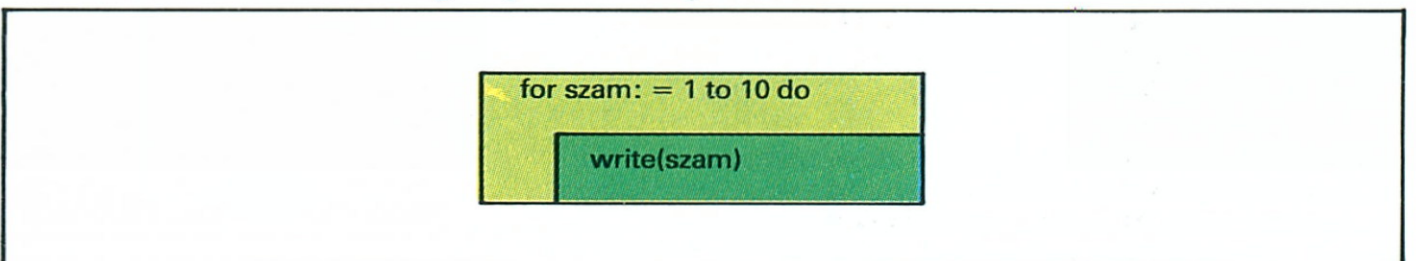 for szam: = 1 to 10 do
write(szam)